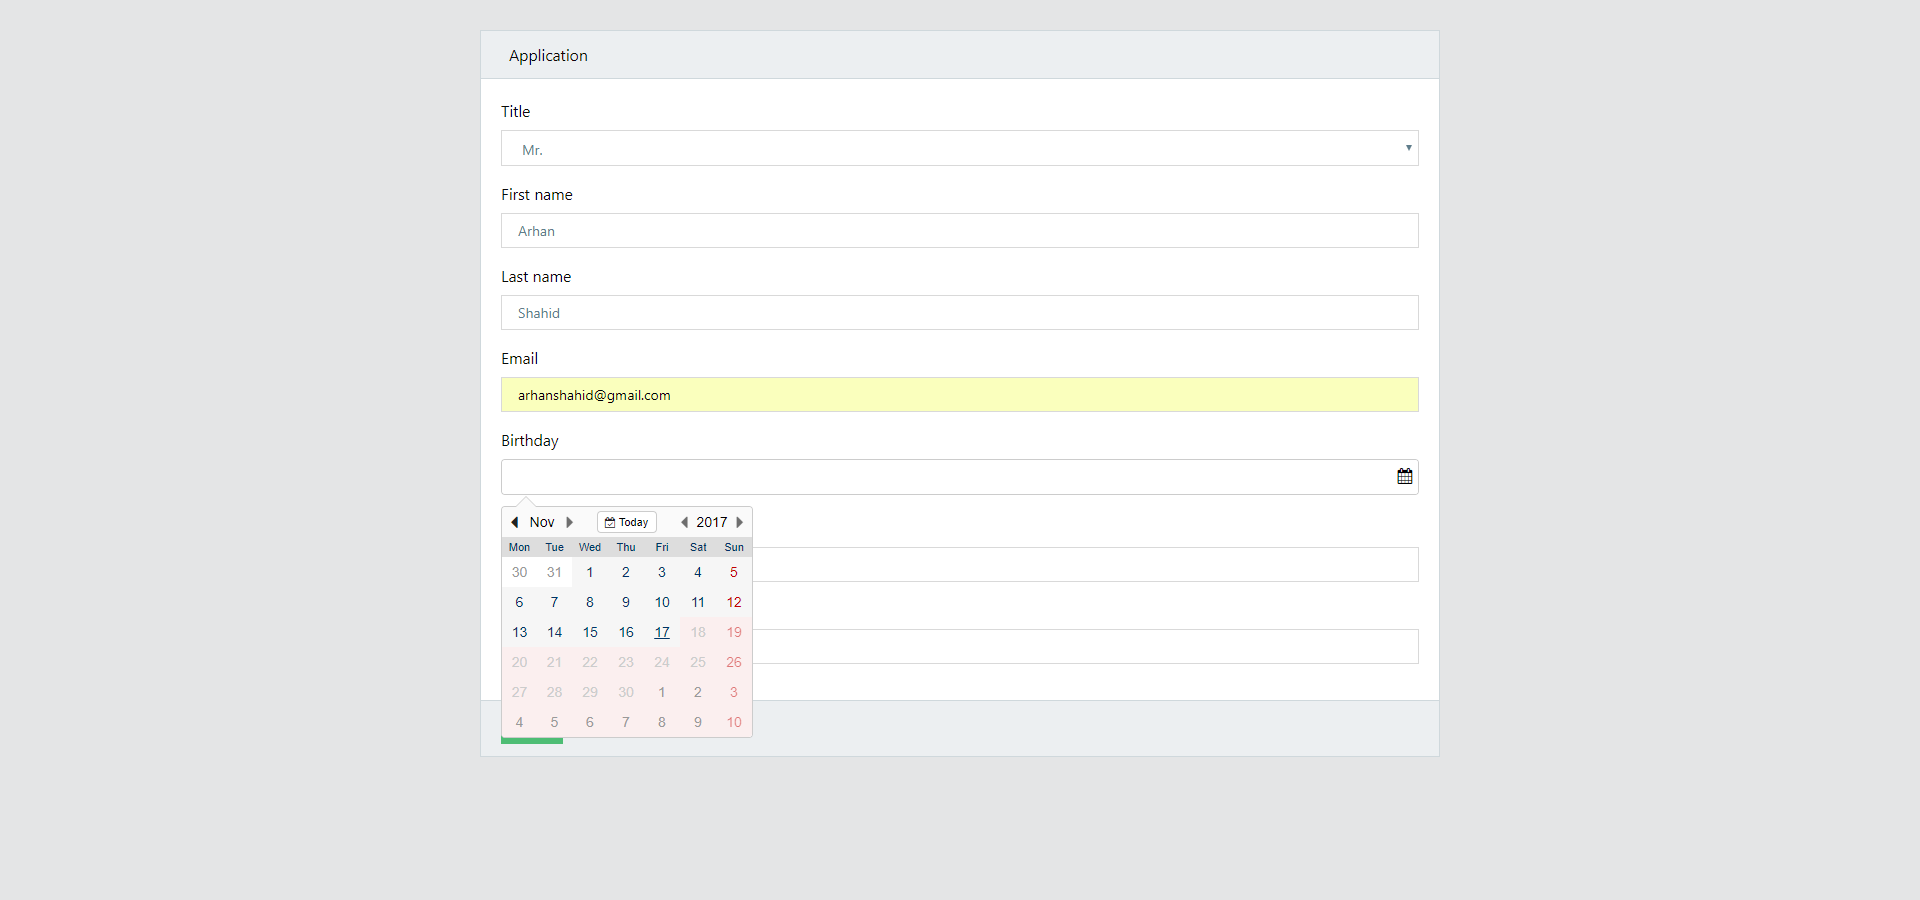 Application
Title
Mr.
First name
Arhan
Last name
Shahid
Email
arhanshahid@gmail.com
Birthday
Nov Today 2017
Mon Tue Wed Thu Fri Sat Sun
30 31 1 2 3 4 5
6 7 8 9 10 11 12
13 14 15 16 17 18 19
20 21 22 23 24 25 26
27 28 29 30 1 2 3
4 5 6 7 8 9 10